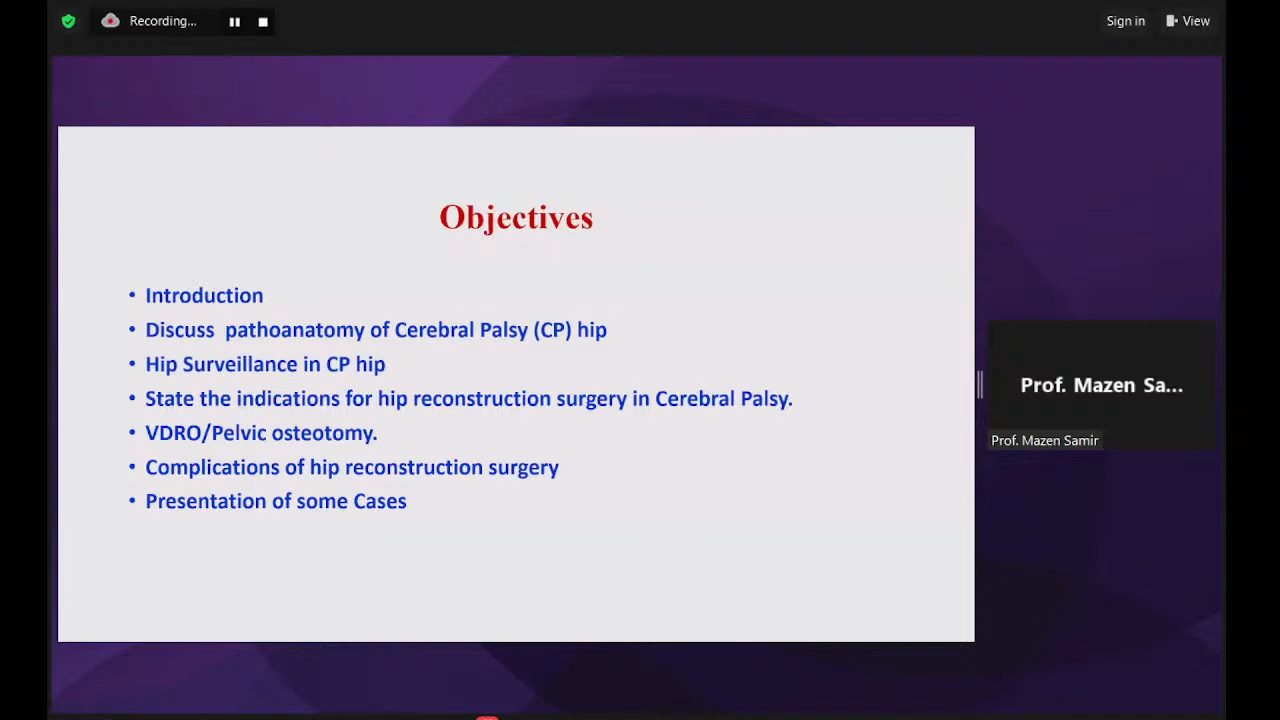 Recording...
Sign in
View
Objectives
• Introduction
• Discuss  pathoanatomy of Cerebral Palsy (CP) hip
• Hip Surveillance in CP hip
• State the indications for hip reconstruction surgery in Cerebral Palsy.
• VDRO/Pelvic osteotomy.
• Complications of hip reconstruction surgery
• Presentation of some Cases
Prof. Mazen Sa...
Prof. Mazen Samir